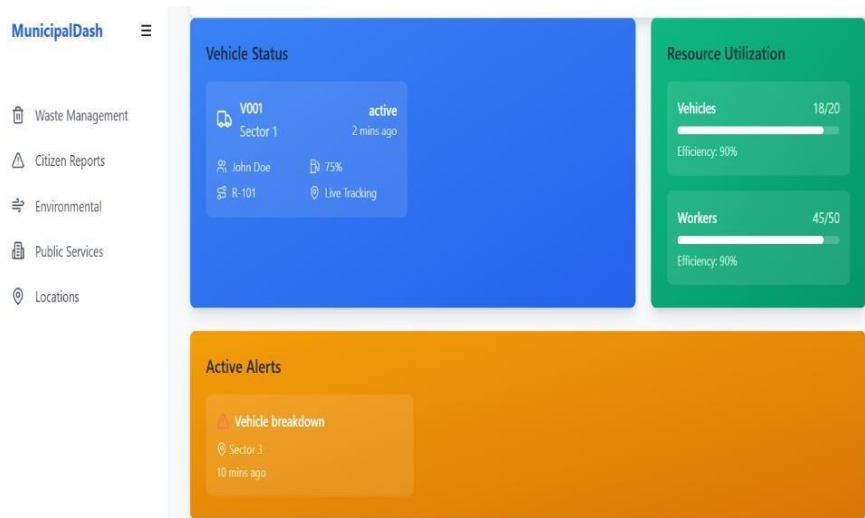 MunicipalDash
Waste Management
Citizen Reports
Environmental
Public Services
Locations
Vehicle Status
V001
active
Sector 1
2 mins ago
John Doe
75%
R-101
Live Tracking
Resource Utilization
Vehicles
18/20
Efficiency: 90%
Workers
45/50
Efficiency: 90%
Active Alerts
Vehicle breakdown
Sector 3
10 mins ago